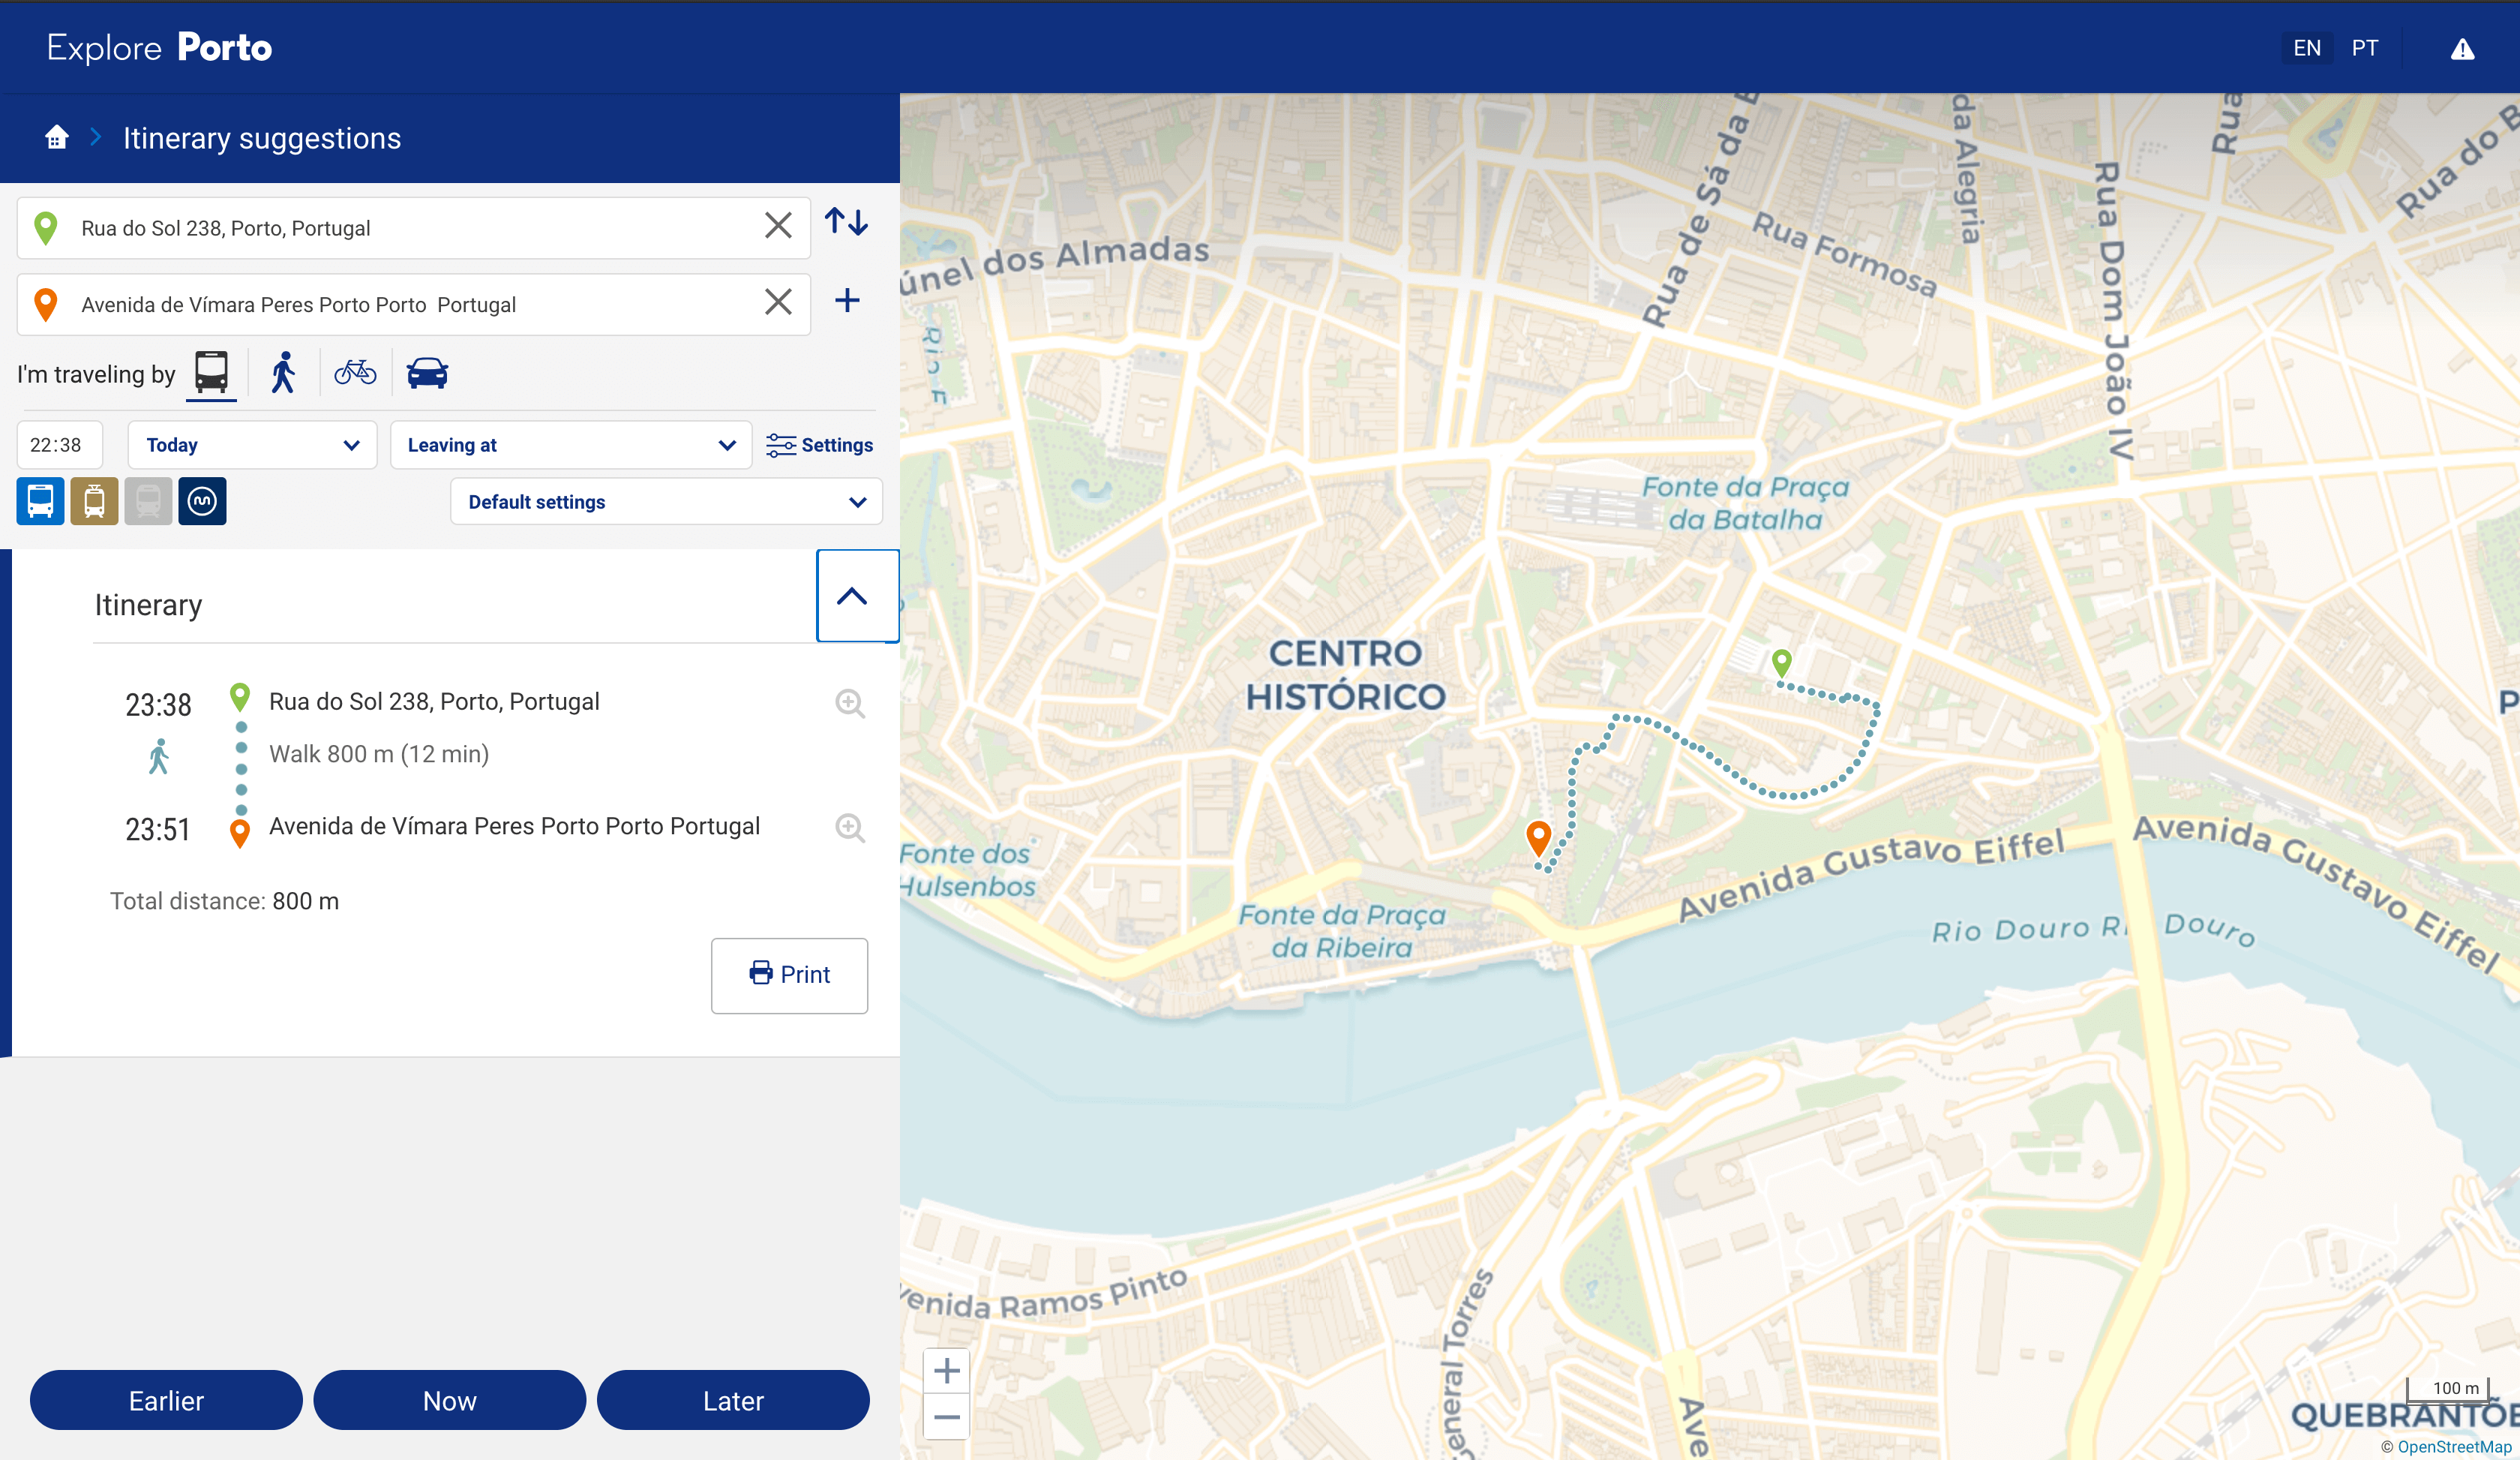 Explore Porto
EN PT
Itinerary suggestions
Rua do Sol 238, Porto, Portugal
Avenida de Vímara Peres Porto Porto  Portugal
I'm traveling by
22:38
Today
Leaving at
Settings
Default settings
Itinerary
23:38
Rua do Sol 238, Porto, Portugal
Walk 800 m (12 min)
23:51
Avenida de Vímara Peres Porto Porto Portugal
Total distance: 800 m
Print
Earlier
Now
Later
únel dos Almadas
Rua de Sá da B
Rua Formosa
da Alegria
Rua Dom João IV
Rua
Rua do B
Fonte da Praça
da Batalha
CENTRO
HISTÓRICO
Fonte dos
Hulsenbos
Fonte da Praça
da Ribeira
Avenida Gustavo Eiffel
Avenida Gustavo Eiffel
Rio Douro
Ri
Douro
P
venida Ramos Pinto
eneral Torres
Ave
100 m
QUEBRANTÕE
© OpenStreetMap